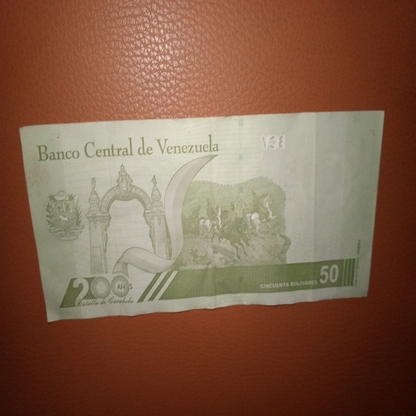 Banco Central de Venezuela
200 AÑOS
Batalla de Carabobo
50
CINCUENTA BOLÍVARES